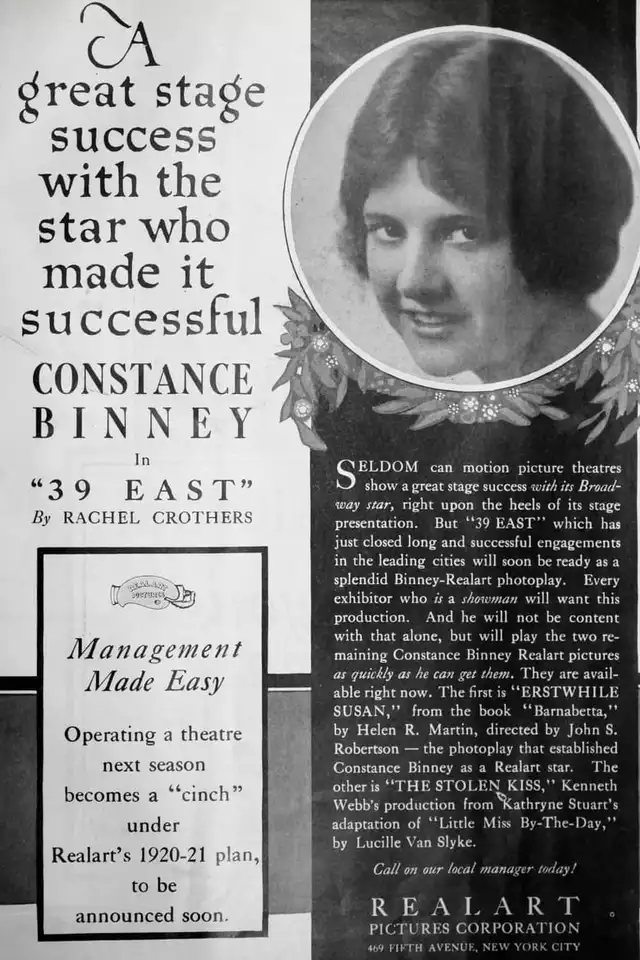 A
great stage
success
with the
star who
made it
successful
CONSTANCE
BINNEY
In
"39 EAST"
By RACHEL CROTHERS
REALART
PICTURES
Management
Made Easy
Operating a theatre
next season
becomes a "cinch"
under
Realart's 1920-21 plan,
to be
announced soon.
SELDOM can motion picture theatres
show a great stage success with its Broad-
way star, right upon the heels of its stage
presentation. But "39 EAST" which has
just closed long and successful engagements
in the leading cities will soon be ready as a
splendid Binney-Realart photoplay. Every
exhibitor who is a showman will want this
production. And he will not be content
with that alone, but will play the two re-
maining Constance Binney Realart pictures
as quickly as he can get them. They are avail-
able right now. The first is "ERSTWHILE
SUSAN," from the book "Barnabetta,"
by Helen R. Martin, directed by John S.
Robertson — the photoplay that established
Constance Binney as a Realart star. The
other is "THE STOLEN KISS," Kenneth
Webb's production from Kathryne Stuart's
adaptation of "Little Miss By-The-Day,"
by Lucille Van Slyke.
Call on our local manager today!
REALART
PICTURES CORPORATION
469 FIFTH AVENUE, NEW YORK CITY